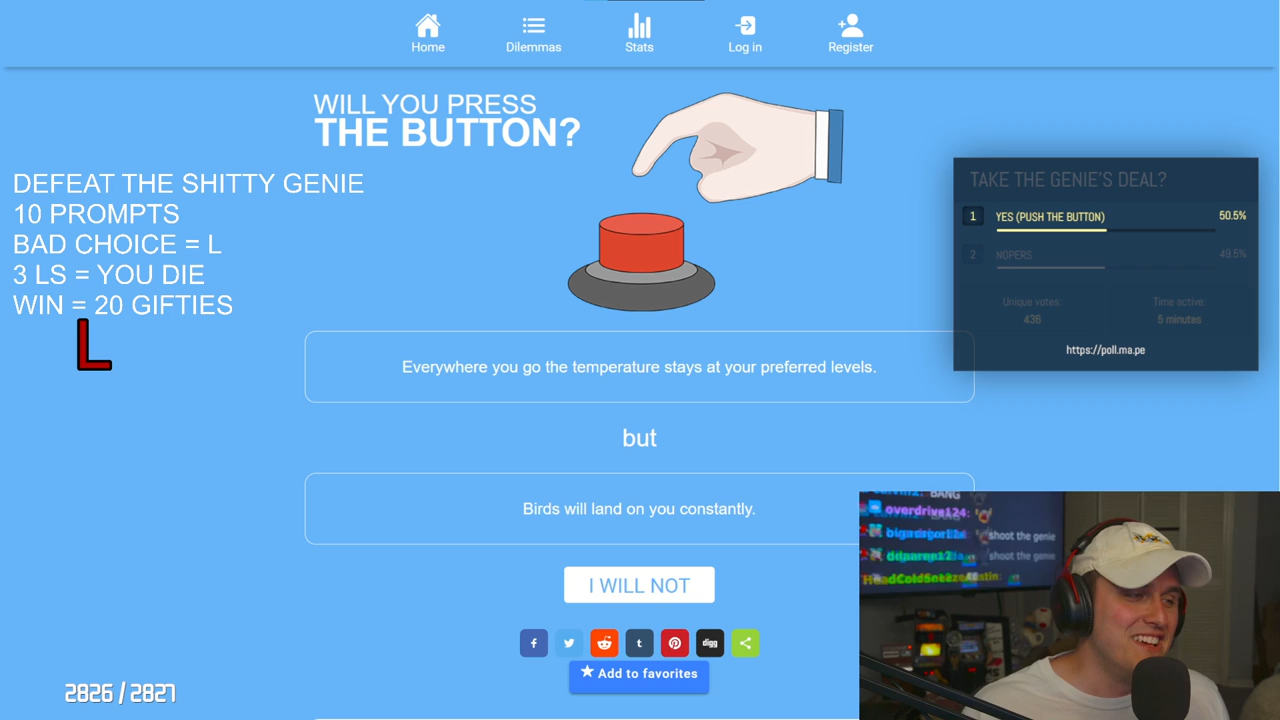 Home
Dilemmas
Stats
Log in
Register
WILL YOU PRESS
THE BUTTON?
DEFEAT THE SHITTY GENIE
10 PROMPTS
BAD CHOICE = L
3 LS = YOU DIE
WIN = 20 GIFTIES
L
TAKE THE GENIE'S DEAL?
1 YES (PUSH THE BUTTON) 50.5%
2 NOPERS 49.5%
Unique votes: Time active:
436 5 minutes
https://poll.ma.pe
Everywhere you go the temperature stays at your preferred levels.
but
Birds will land on you constantly.
I WILL NOT
f
t
digg
Add to favorites
BANG
overdrive124:
shoot the genie
shoot the genie
2826 / 2827